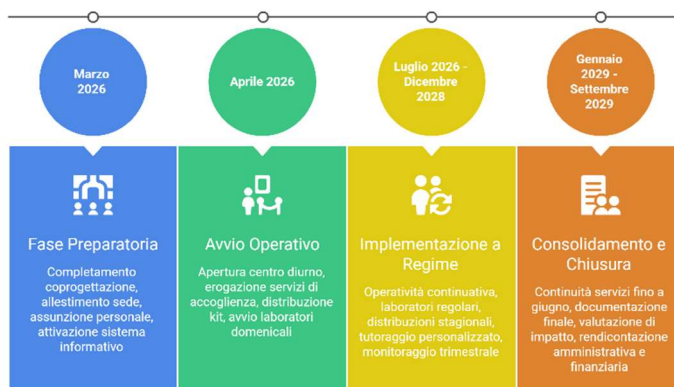 Marzo
2026
Aprile 2026
Luglio 2026 -
Dicembre
2028
Gennaio
2029 -
Settembre
2029
Fase Preparatoria
Completamento
coprogettazione,
allestimento sede,
assunzione personale,
attivazione sistema
informativo
Avvio Operativo
Apertura centro diurno,
erogazione servizi di
accoglienza, distribuzione
kit, avvio laboratori
domenicali
Implementazione a
Regime
Operatività continuativa,
laboratori regolari,
distribuzioni stagionali,
tutoraggio personalizzato,
monitoraggio trimestrale
Consolidamento e
Chiusura
Continuità servizi fino a
giugno, documentazione
finale, valutazione di
impatto, rendicontazione
amministrativa e
finanziaria